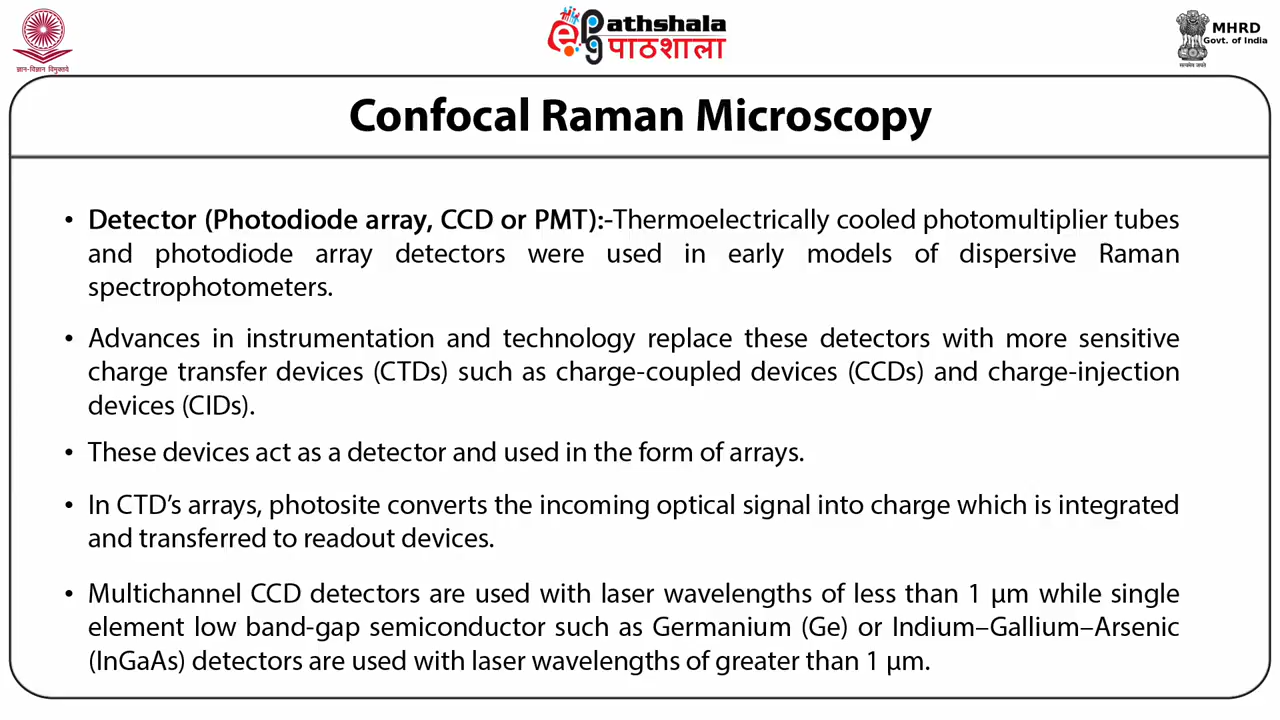 ज्ञान-विज्ञान विमुक्तये
ePathshala
पाठशाला
MHRD
Govt. of India
सत्यमेव जयते
Confocal Raman Microscopy
• Detector (Photodiode array, CCD or PMT):-Thermoelectrically cooled photomultiplier tubes
and photodiode array detectors were used in early models of dispersive Raman
spectrophotometers.
• Advances in instrumentation and technology replace these detectors with more sensitive
charge transfer devices (CTDs) such as charge-coupled devices (CCDs) and charge-injection
devices (CIDs).
• These devices act as a detector and used in the form of arrays.
• In CTD’s arrays, photosite converts the incoming optical signal into charge which is integrated
and transferred to readout devices.
• Multichannel CCD detectors are used with laser wavelengths of less than 1 µm while single
element low band-gap semiconductor such as Germanium (Ge) or Indium–Gallium–Arsenic
(InGaAs) detectors are used with laser wavelengths of greater than 1 µm.